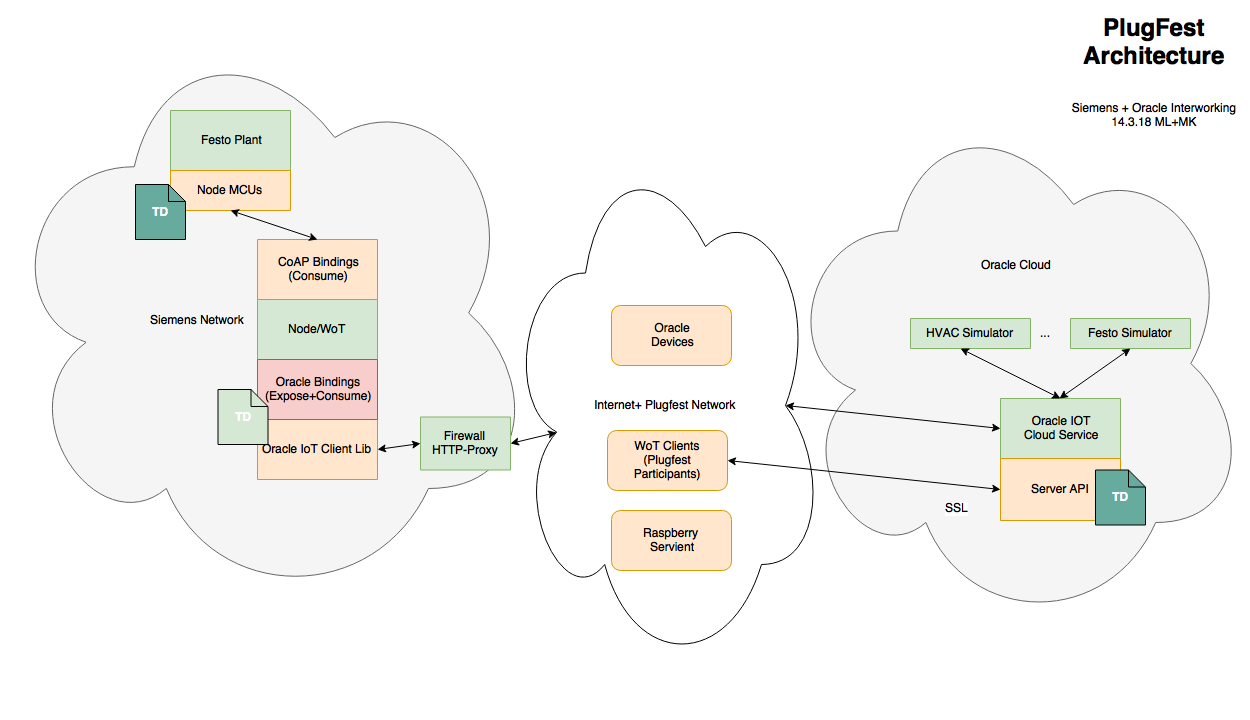 PlugFest
Architecture
Siemens + Oracle Interworking
14.3.18 ML+MK
Festo Plant
Node MCUs
TD
CoAP Bindings
(Consume)
Siemens Network
Node/WoT
Oracle Bindings
(Expose+Consume)
TD
Oracle IoT Client Lib
Firewall
HTTP-Proxy
Oracle
Devices
Internet+ Plugfest Network
WoT Clients
(Plugfest
Participants)
Raspberry
Servient
Oracle Cloud
HVAC Simulator
...
Festo Simulator
Oracle IOT
Cloud Service
Server API
TD
SSL